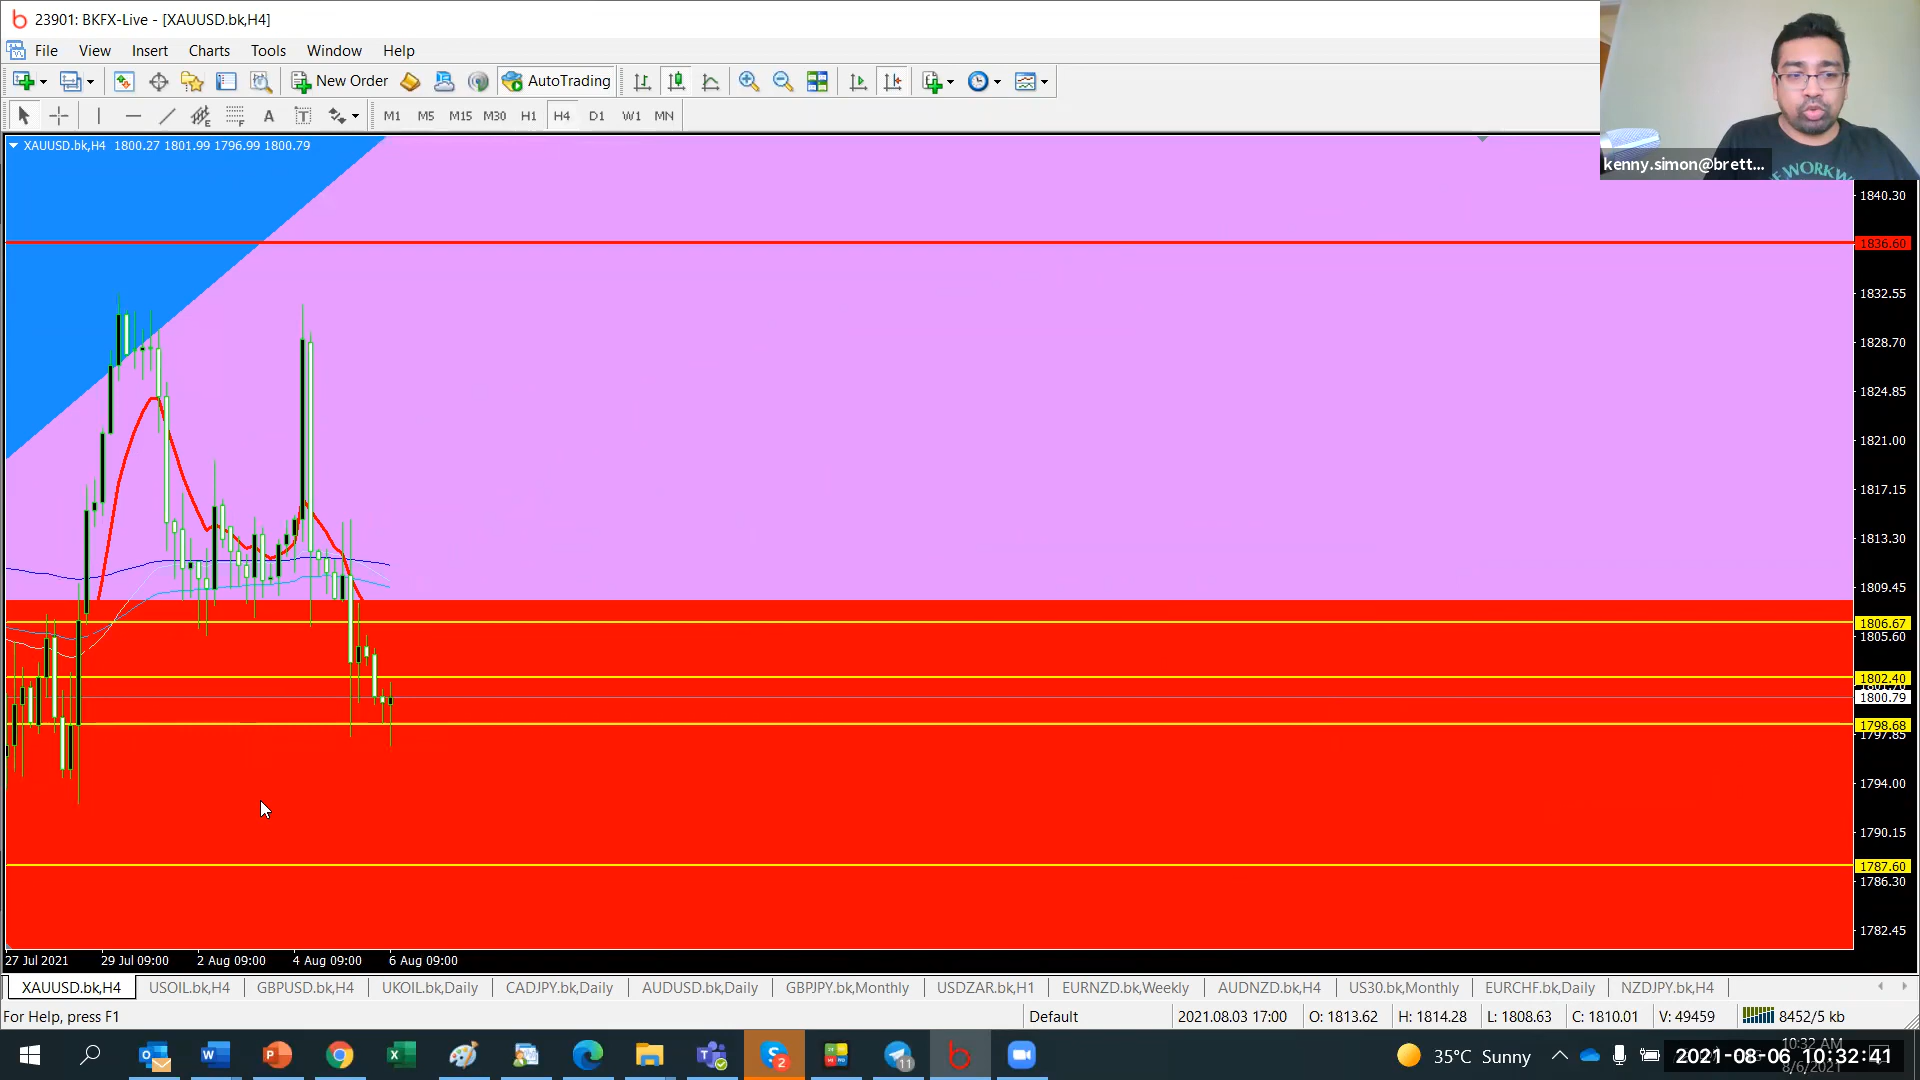 23901: BKFX-Live - [XAUUSD.bk,H4]
File View Insert Charts Tools Window Help
New Order AutoTrading
A T M1 M5 M15 M30 H1 H4 D1 W1 MN
XAUUSD.bk,H4 1800.27 1801.99 1796.99 1800.79
kenny.simon@brett...
WORKW
1840.30
1836.60
1832.55
1828.70
1824.85
1821.00
1817.15
1813.30
1809.45
1806.67
1805.60
1802.40
1800.79
1798.68
1797.85
1794.00
1790.15
1787.60
1786.30
1782.45
27 Jul 2021 29 Jul 09:00 2 Aug 09:00 4 Aug 09:00 6 Aug 09:00
XAUUSD.bk,H4 USOIL.bk,H4 GBPUSD.bk,H4 UKOIL.bk,Daily CADJPY.bk,Daily AUDUSD.bk,Daily GBPJPY.bk,Monthly USDZAR.bk,H1 EURNZD.bk,Weekly AUDNZD.bk,H4 US30.bk,Monthly EURCHF.bk,Daily NZDJPY.bk,H4
For Help, press F1 Default 2021.08.03 17:00 O: 1813.62 H: 1814.28 L: 1808.63 C: 1810.01 V: 49459 8452/5 kb
35°C Sunny 10:32 AM
2021-08-06 10:32:41